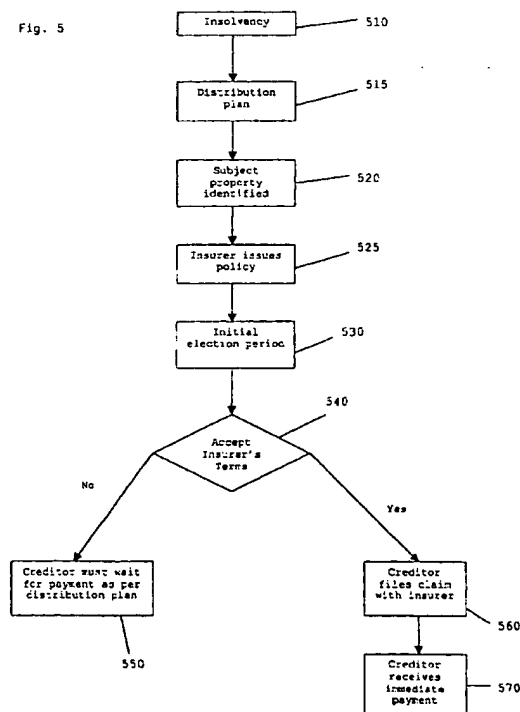 Fig. 5
Insolvency
510
Distribution
plan
515
Subject
property
identified
520
Insurer issues
policy
525
Initial
election period
530
540
Accept
Insurer's
Terms
No
Yes
Creditor must wait
for payment as per
distribution plan
550
Creditor
files claim
with insurer
560
Creditor
receives
immediate
payment
570